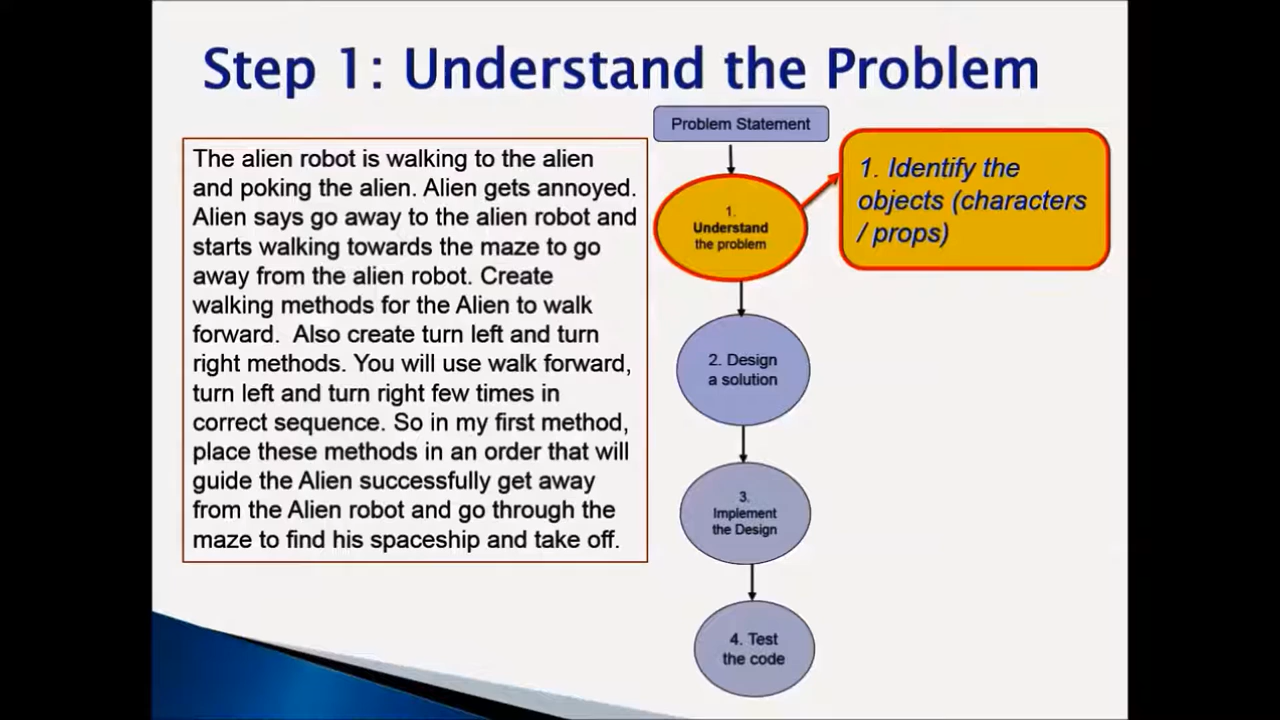 Step 1: Understand the Problem
The alien robot is walking to the alien
and poking the alien. Alien gets annoyed.
Alien says go away to the alien robot and
starts walking towards the maze to go
away from the alien robot. Create
walking methods for the Alien to walk
forward.  Also create turn left and turn
right methods. You will use walk forward,
turn left and turn right few times in
correct sequence. So in my first method,
place these methods in an order that will
guide the Alien successfully get away
from the Alien robot and go through the
maze to find his spaceship and take off.
Problem Statement
1.
Understand
the problem
1. Identify the
objects (characters
/ props)
2. Design
a solution
3.
Implement
the Design
4. Test
the code